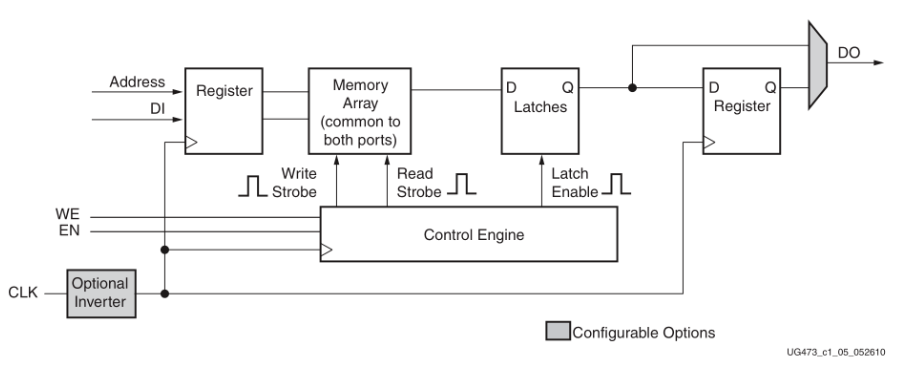 DO
Address
DI
Register
Memory
Array
(common to
both ports)
D Q
Latches
D Q
Register
Write
Strobe
Read
Strobe
Latch
Enable
WE
EN
Control Engine
CLK
Optional
Inverter
Configurable Options
UG473_c1_05_052610